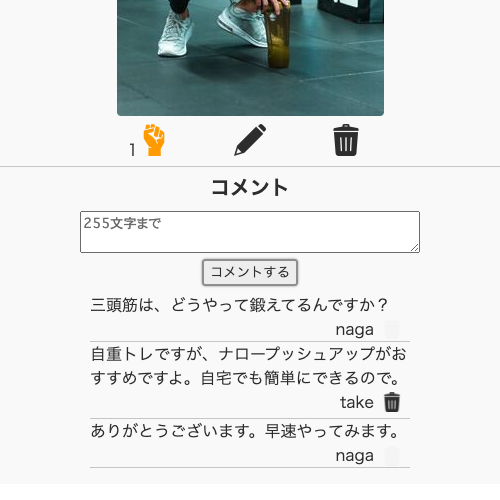 1
コメント
255文字まで
コメントする
三頭筋は、どうやって鍛えてるんですか？
naga
自重トレですが、ナロープッシュアップがお
すすめですよ。自宅でも簡単にできるので。
take
ありがとうございます。早速やってみます。
naga